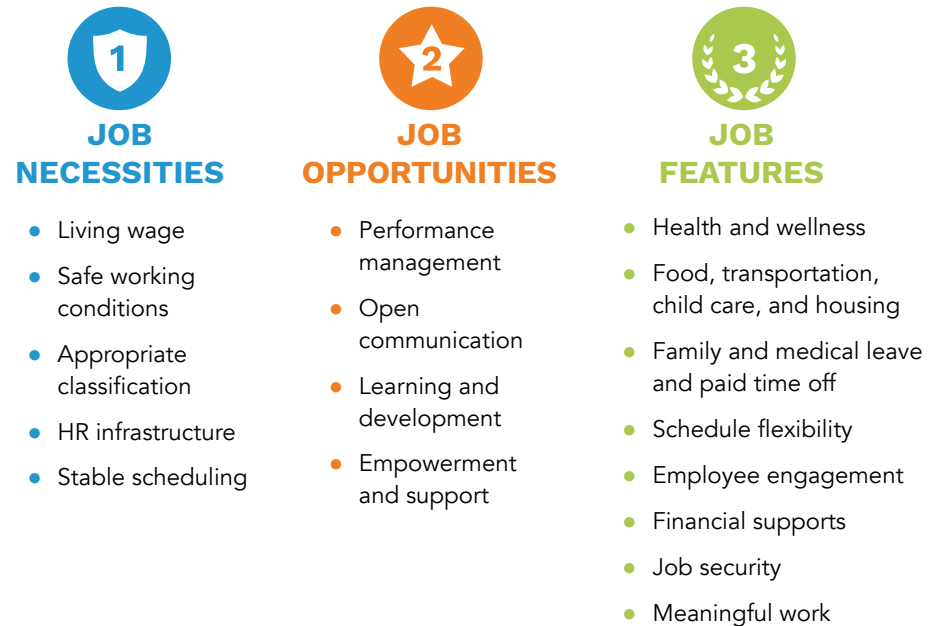 1
JOB
NECESSITIES
Living wage
Safe working
conditions
Appropriate
classification
HR infrastructure
Stable scheduling
2
JOB
OPPORTUNITIES
Performance
management
Open
communication
Learning and
development
Empowerment
and support
3
JOB
FEATURES
Health and wellness
Food, transportation,
child care, and housing
Family and medical leave
and paid time off
Schedule flexibility
Employee engagement
Financial supports
Job security
Meaningful work